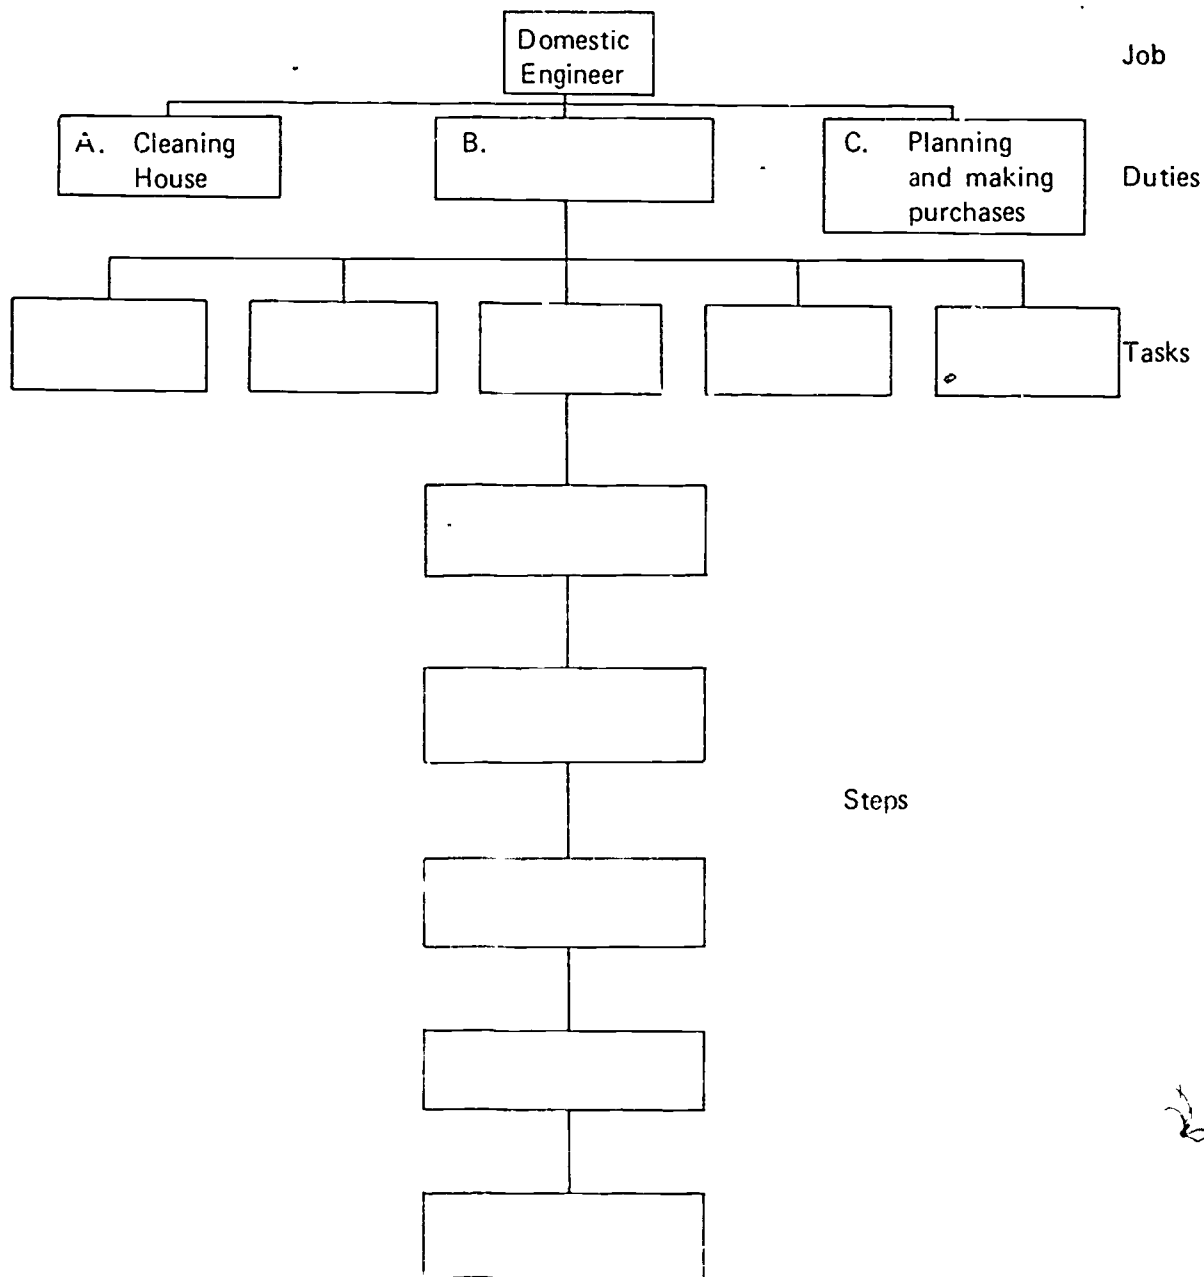 Domestic
Engineer
Job
A. Cleaning
House
B.
C. Planning
and making
purchases
Duties
Tasks
Steps